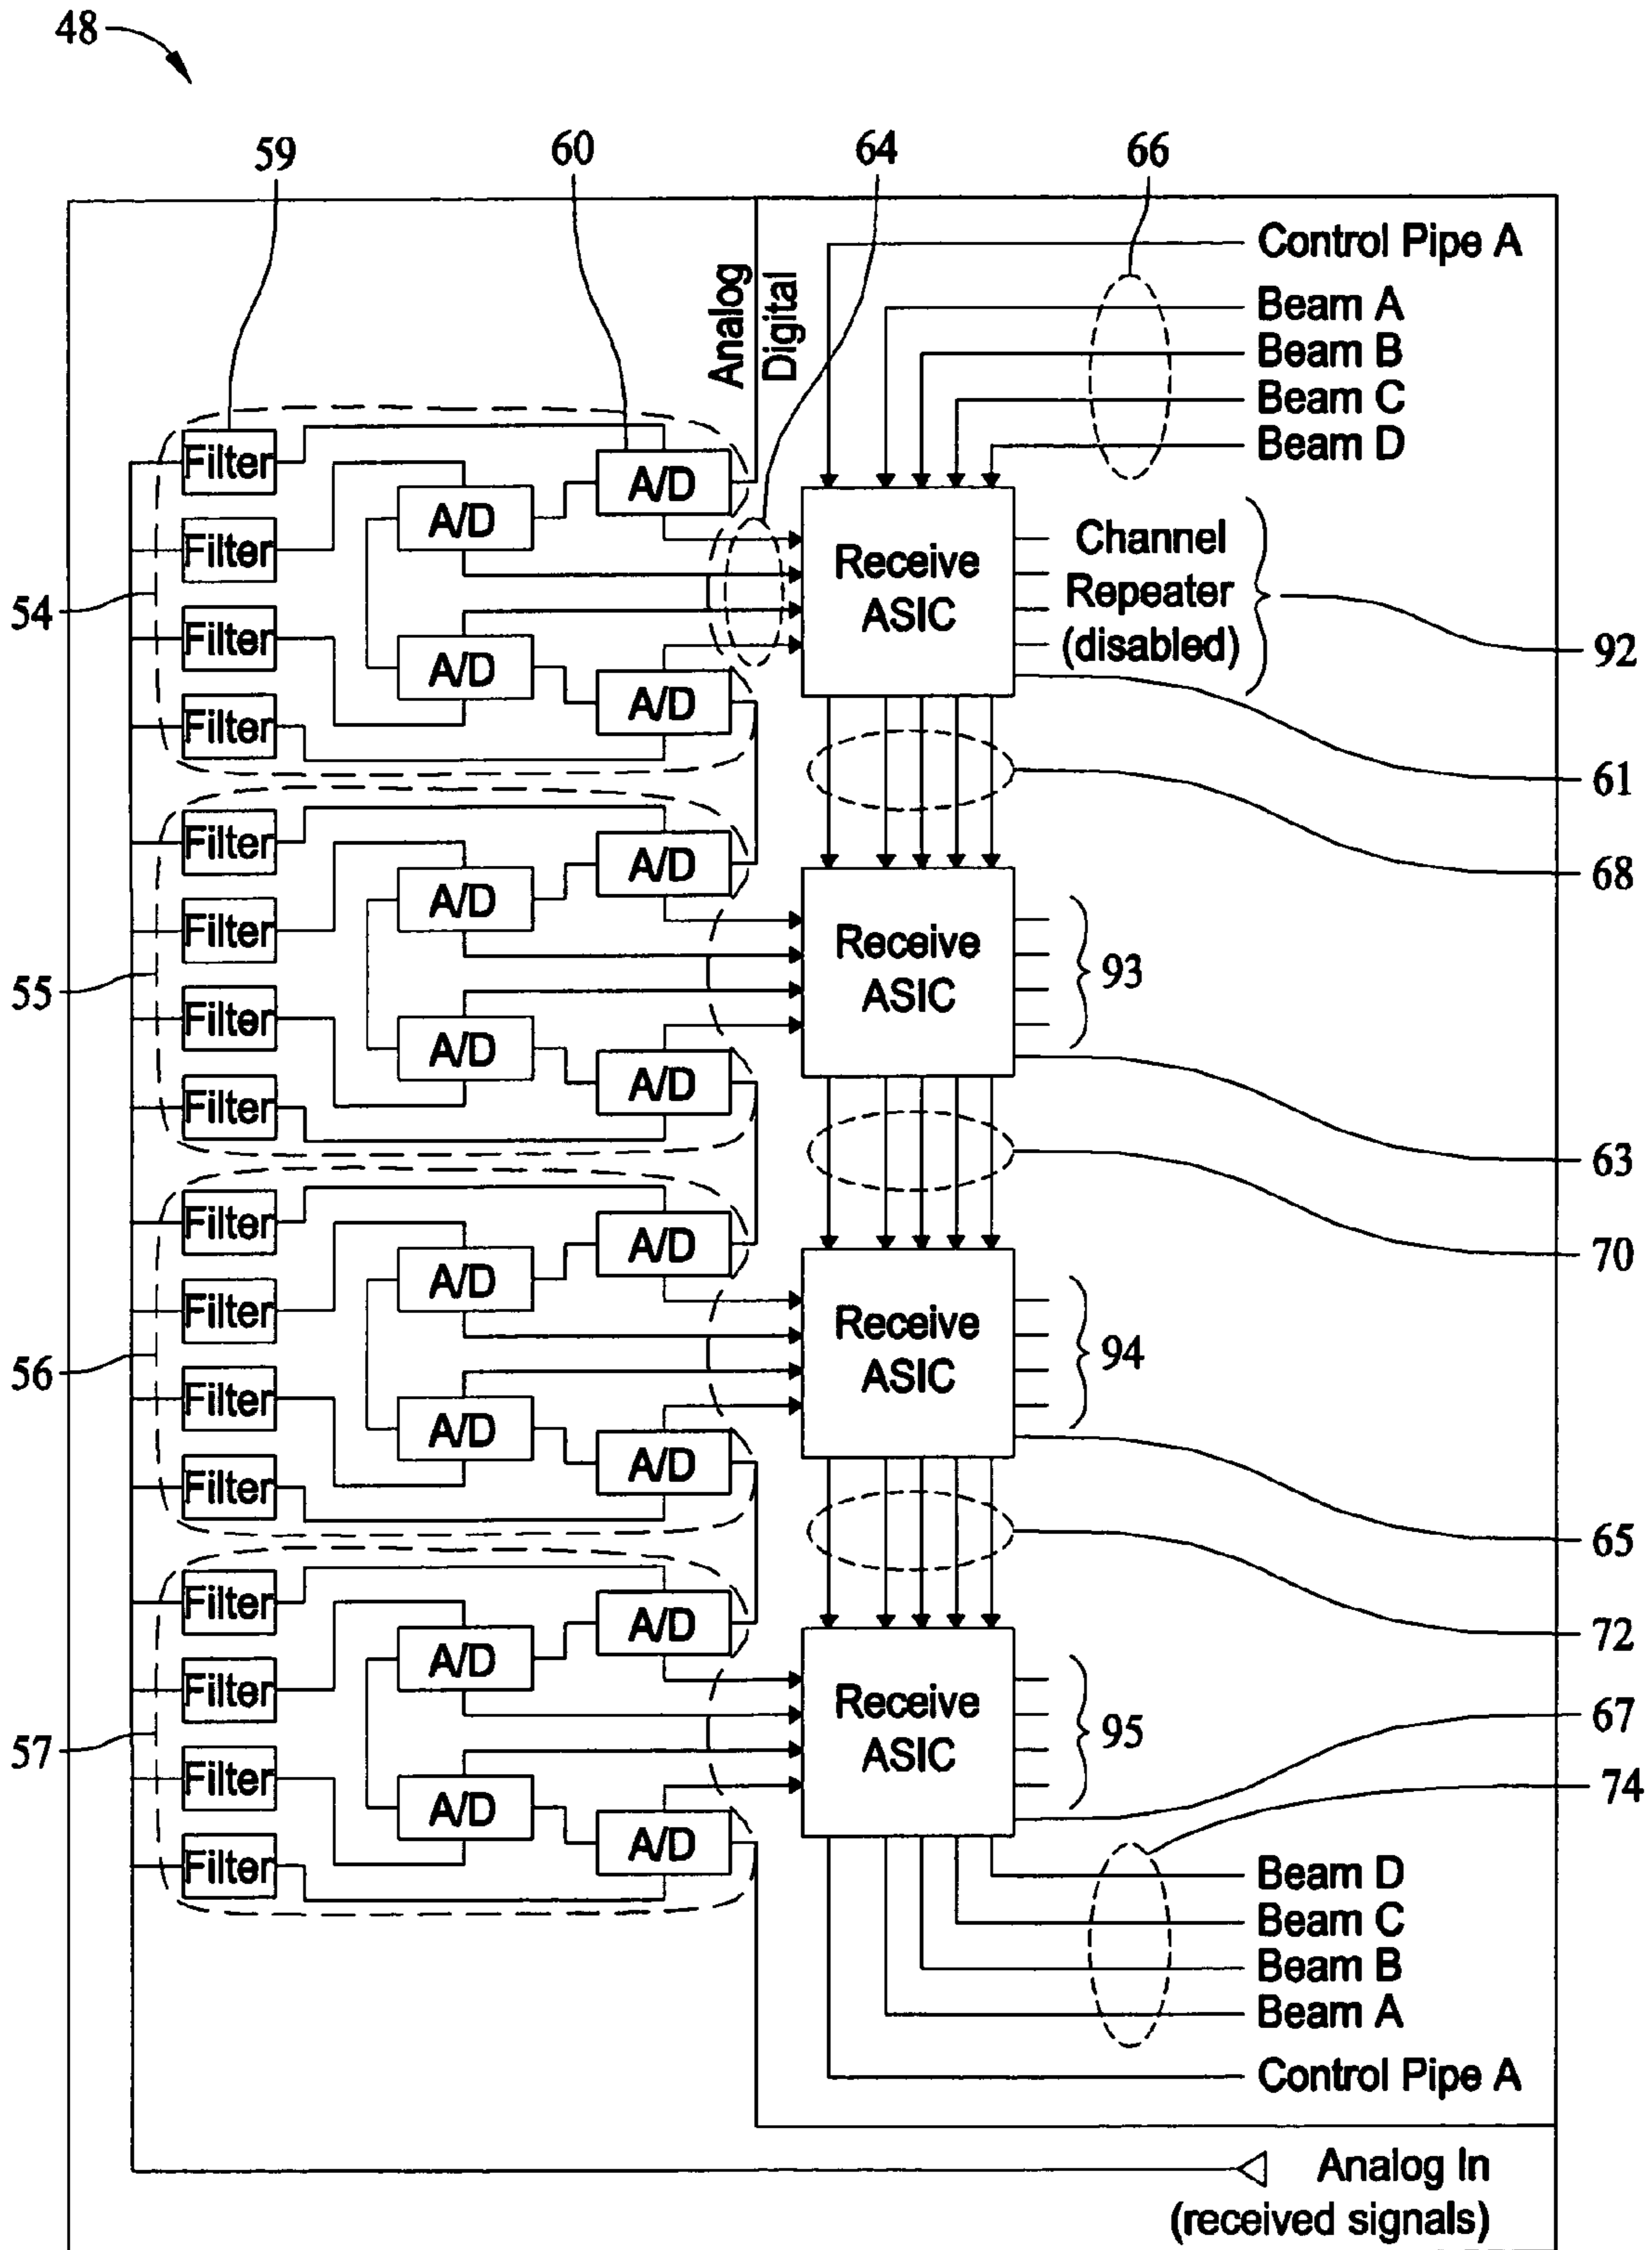 48
59
60
64
66
Control Pipe A
Analog
Digital
Beam A
Beam B
Beam C
Beam D
Filter
A/D
A/D
Filter
Receive
ASIC
Channel
Repeater
(disabled)
54
Filter
A/D
A/D
92
Filter
61
68
Filter
A/D
A/D
Filter
Receive
ASIC
93
55
Filter
A/D
A/D
Filter
63
70
Filter
A/D
A/D
Filter
Receive
ASIC
94
56
Filter
A/D
A/D
Filter
65
72
Filter
A/D
A/D
Filter
Receive
ASIC
95
67
57
Filter
A/D
A/D
74
Filter
Beam D
Beam C
Beam B
Beam A
Control Pipe A
Analog In
(received signals)